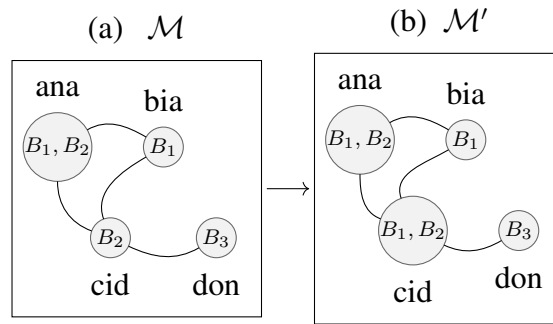 (a) ℳ
(b) ℳ′
ana
bia
B₁, B₂
B₁
B₂
B₃
cid
don
ana
bia
B₁, B₂
B₁
B₁, B₂
B₃
cid
don